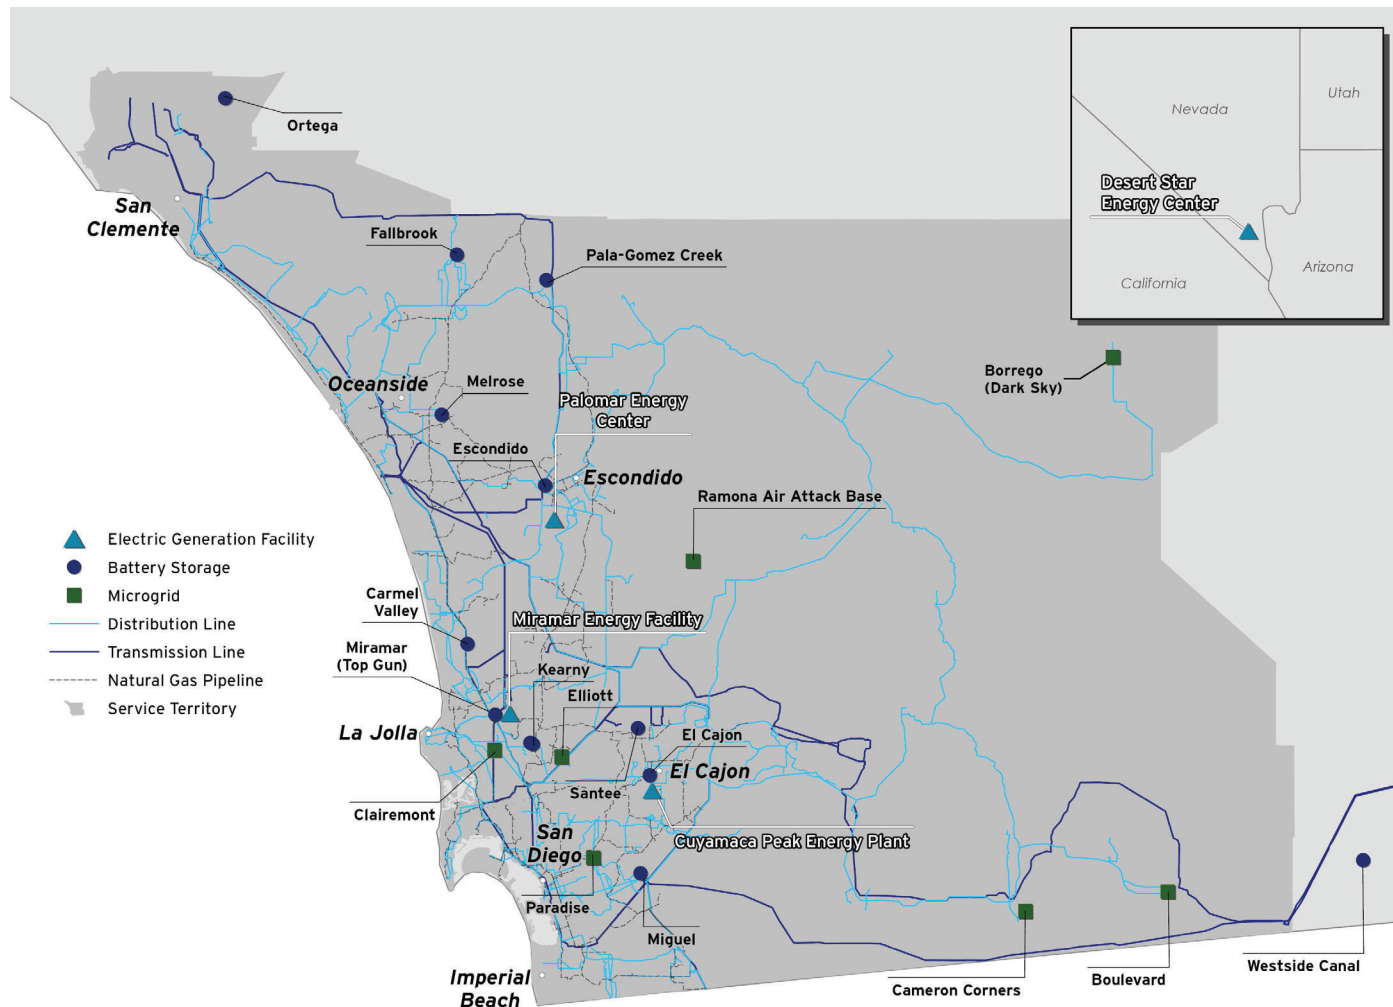 Nevada
Utah
Desert Star
Energy Center
California
Arizona
Ortega
San
Clemente
Fallbrook
Pala-Gomez Creek
Borrego
(Dark Sky)
Oceanside
Melrose
Palomar Energy
Center
Escondido
Escondido
Ramona Air Attack Base
Electric Generation Facility
Battery Storage
Microgrid
Distribution Line
Transmission Line
Natural Gas Pipeline
Service Territory
Carmel
Valley
Miramar Energy Facility
Miramar
(Top Gun)
Kearny
Elliott
La Jolla
El Cajon
El Cajon
Santee
Clairemont
San
Diego
Cuyamaca Peak Energy Plant
Paradise
Miguel
Imperial
Beach
Cameron Corners
Boulevard
Westside Canal